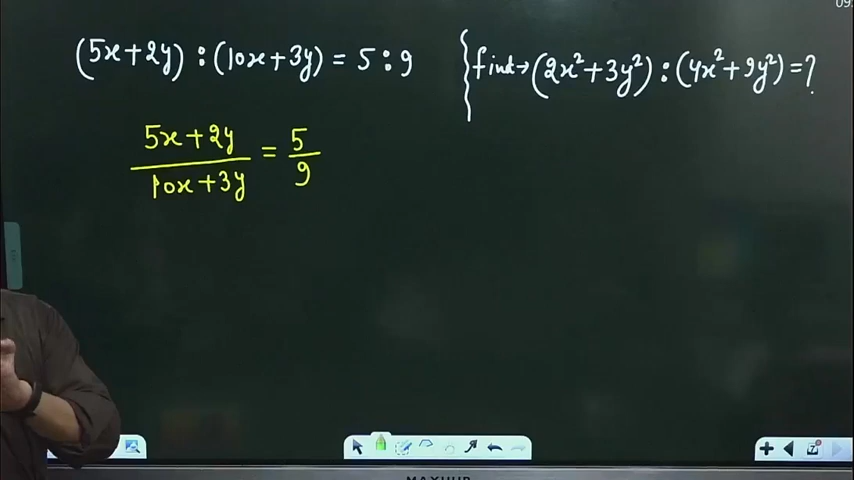 (5x+2y) : (10x+3y) = 5 : 9
find→ (2x²+3y²) : (4x²+9y²) = ?
5x+2y / 10x+3y = 5 / 9